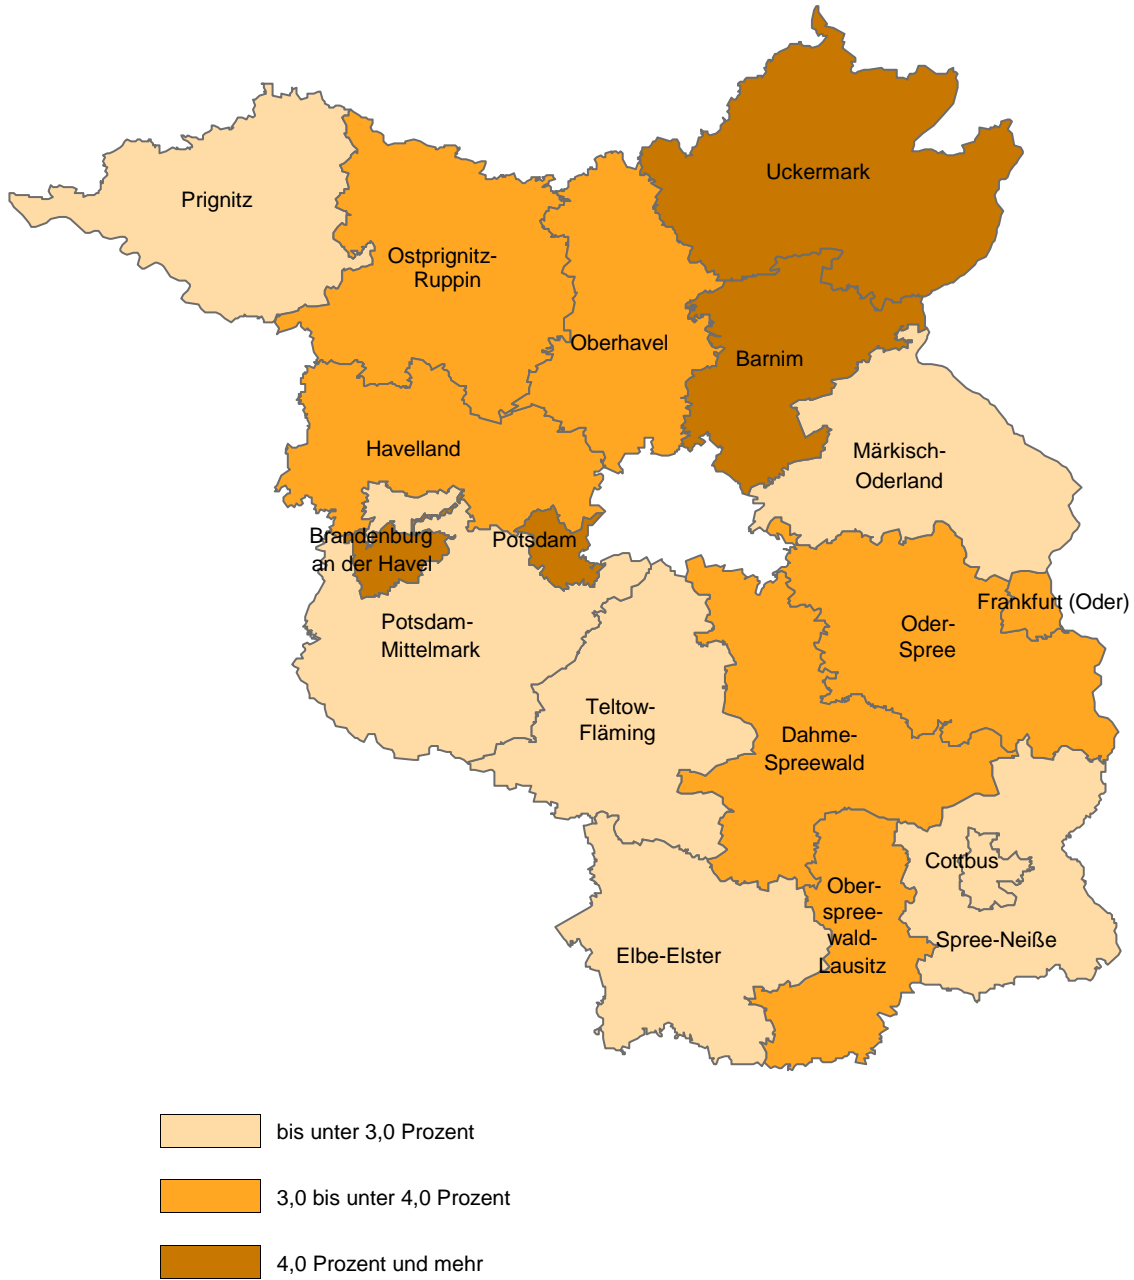 Uckermark
Prignitz
Ostprignitz-
Ruppin
Oberhavel
Barnim
Havelland
Märkisch-
Oderland
Brandenburg
an der Havel
Potsdam
Frankfurt (Oder)
Potsdam-
Mittelmark
Oder-
Spree
Teltow-
Fläming
Dahme-
Spreewald
Cottbus
Ober-
spree-
wald-
Lausitz
Spree-Neiße
Elbe-Elster
bis unter 3,0 Prozent
3,0 bis unter 4,0 Prozent
4,0 Prozent und mehr